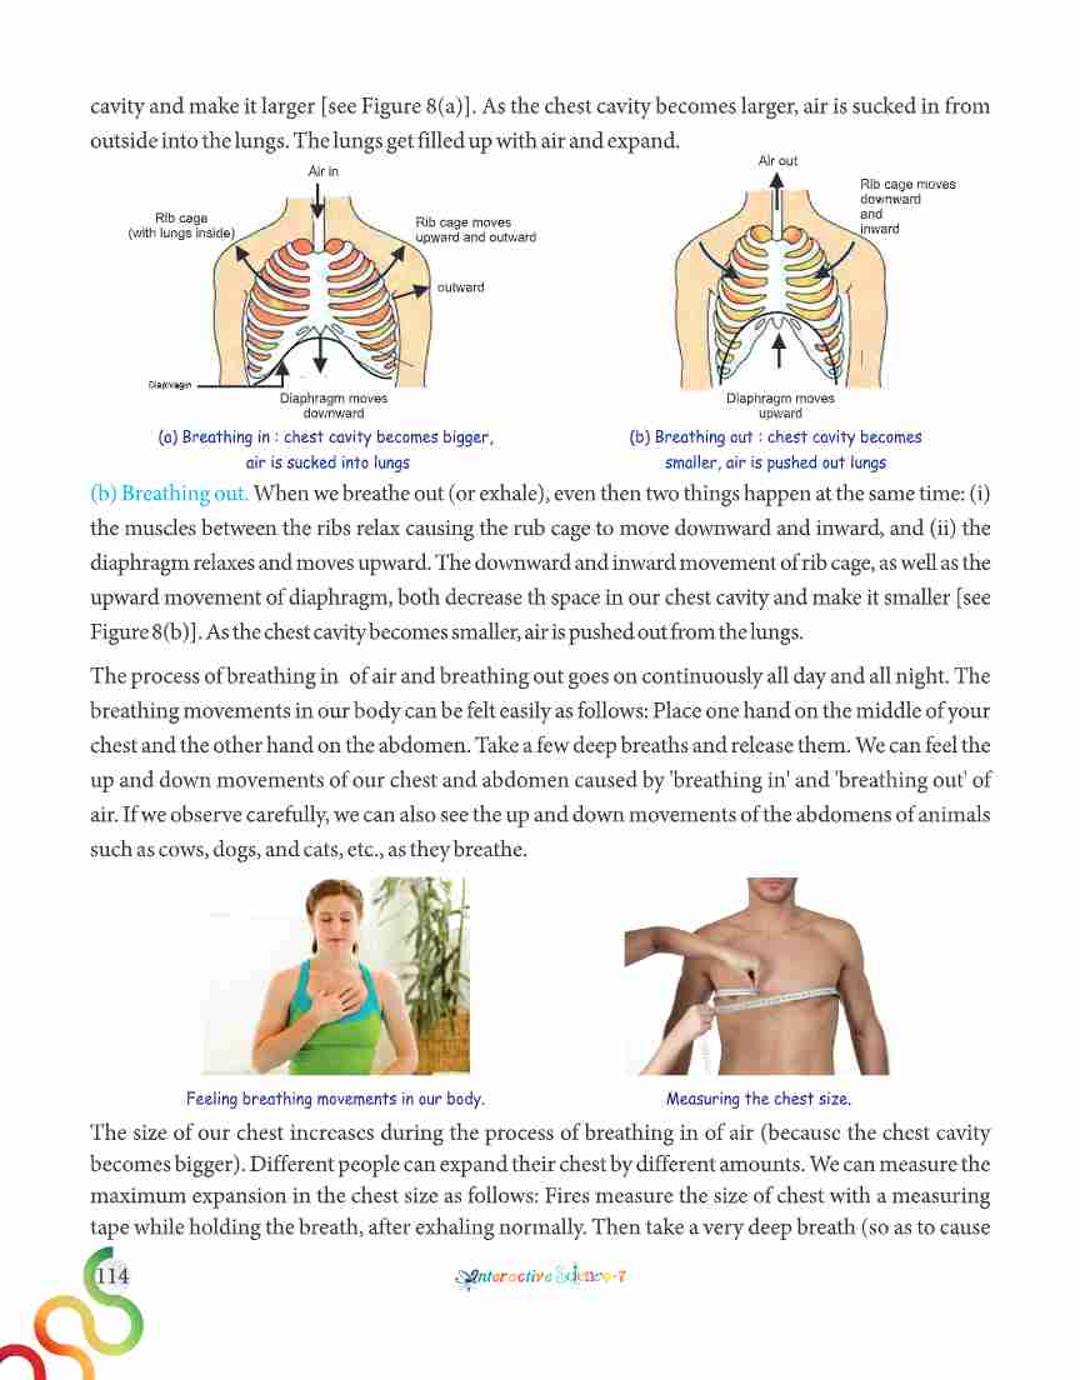 cavity and make it larger [see Figure 8(a)]. As the chest cavity becomes larger, air is sucked in from
outside into the lungs. The lungs get filled up with air and expand.
Air in
Rib cage
(with lungs inside)
Rib cage moves
upward and outward
outward
Diaphragm moves
downward
(a) Breathing in : chest cavity becomes bigger,
air is sucked into lungs
Air out
Rib cage moves
downward
and
inward
Diaphragm moves
upward
(b) Breathing out : chest cavity becomes
smaller, air is pushed out lungs
(b) Breathing out. When we breathe out (or exhale), even then two things happen at the same time: (i)
the muscles between the ribs relax causing the rub cage to move downward and inward, and (ii) the
diaphragm relaxes and moves upward. The downward and inward movement of rib cage, as well as the
upward movement of diaphragm, both decrease th space in our chest cavity and make it smaller [see
Figure 8(b)]. As the chest cavity becomes smaller, air is pushed out from the lungs.
The process of breathing in of air and breathing out goes on continuously all day and all night. The
breathing movements in our body can be felt easily as follows: Place one hand on the middle of your
chest and the other hand on the abdomen. Take a few deep breaths and release them. We can feel the
up and down movements of our chest and abdomen caused by 'breathing in' and 'breathing out' of
air. If we observe carefully, we can also see the up and down movements of the abdomens of animals
such as cows, dogs, and cats, etc., as they breathe.
Feeling breathing movements in our body.
Measuring the chest size.
The size of our chest increases during the process of breathing in of air (because the chest cavity
becomes bigger). Different people can expand their chest by different amounts. We can measure the
maximum expansion in the chest size as follows: Fires measure the size of chest with a measuring
tape while holding the breath, after exhaling normally. Then take a very deep breath (so as to cause
114
Interactive Science-7